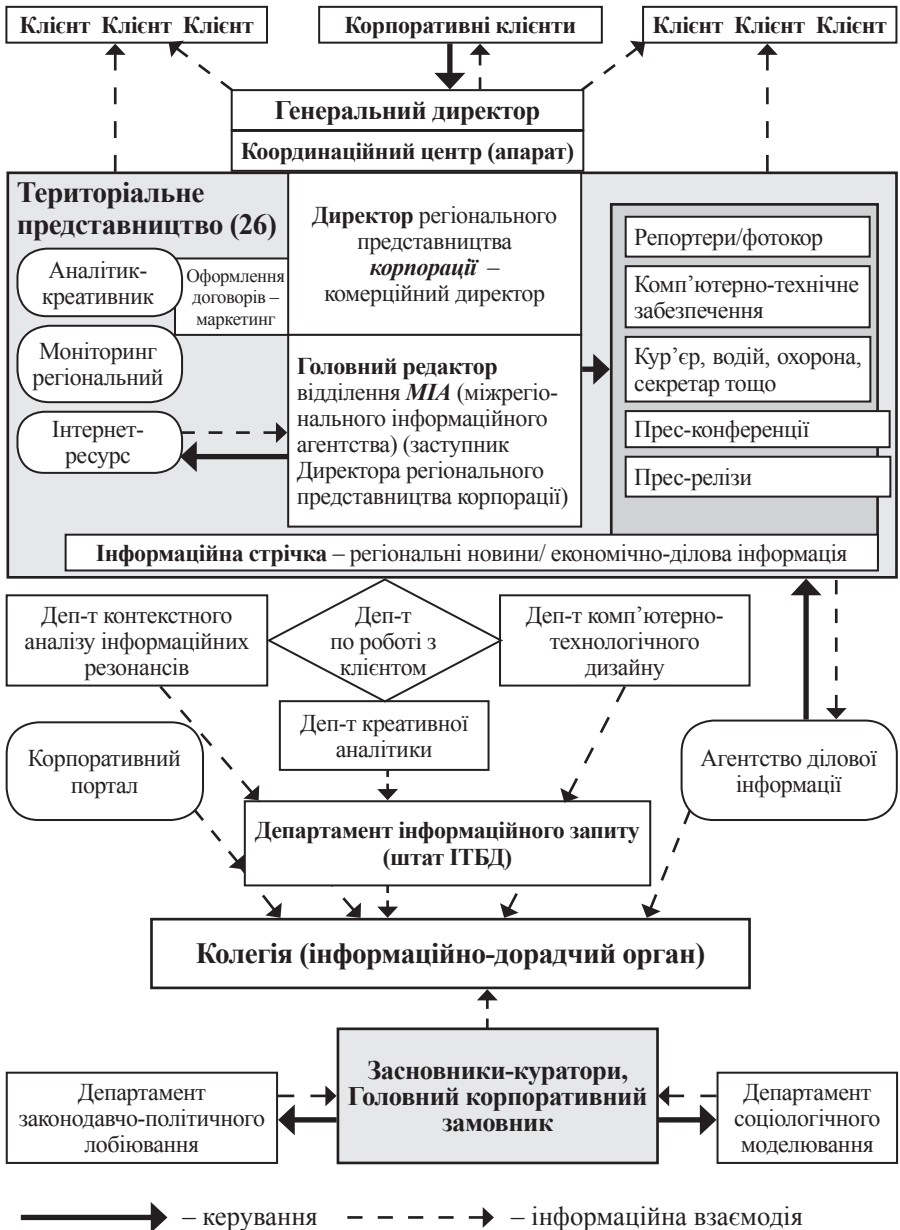 Клієнт Клієнт Клієнт
Корпоративні клієнти
Клієнт Клієнт Клієнт
Генеральний директор
Координаційний центр (апарат)
Територіальне
представництво (26)
Аналітик-
креативник
Оформлення
договорів –
маркетинг
Моніторинг
регіональний
Інтернет-
ресурс
Директор регіонального
представництва
корпорації –
комерційний директор
Головний редактор
відділення МІА (міжрегіо-
нального інформаційного
агентства) (заступник
Директора регіонального
представництва корпорації)
Репортери/фотокор
Комп’ютерно-технічне
забезпечення
Кур’єр, водій, охорона,
секретар тощо
Прес-конференції
Прес-релізи
Інформаційна стрічка – регіональні новини/ економічно-ділова інформація
Деп-т контекстного
аналізу інформаційних
резонансів
Деп-т
по роботі з
клієнтом
Деп-т комп’ютерно-
технологічного
дизайну
Деп-т креативної
аналітики
Корпоративний
портал
Агентство ділової
інформації
Департамент інформаційного запиту
(штат ІТБД)
Колегія (інформаційно-дорадчий орган)
Засновники-куратори,
Головний корпоративний
замовник
Департамент
законодавчо-політичного
лобіювання
Департамент
соціологічного
моделювання
– керування
– інформаційна взаємодія